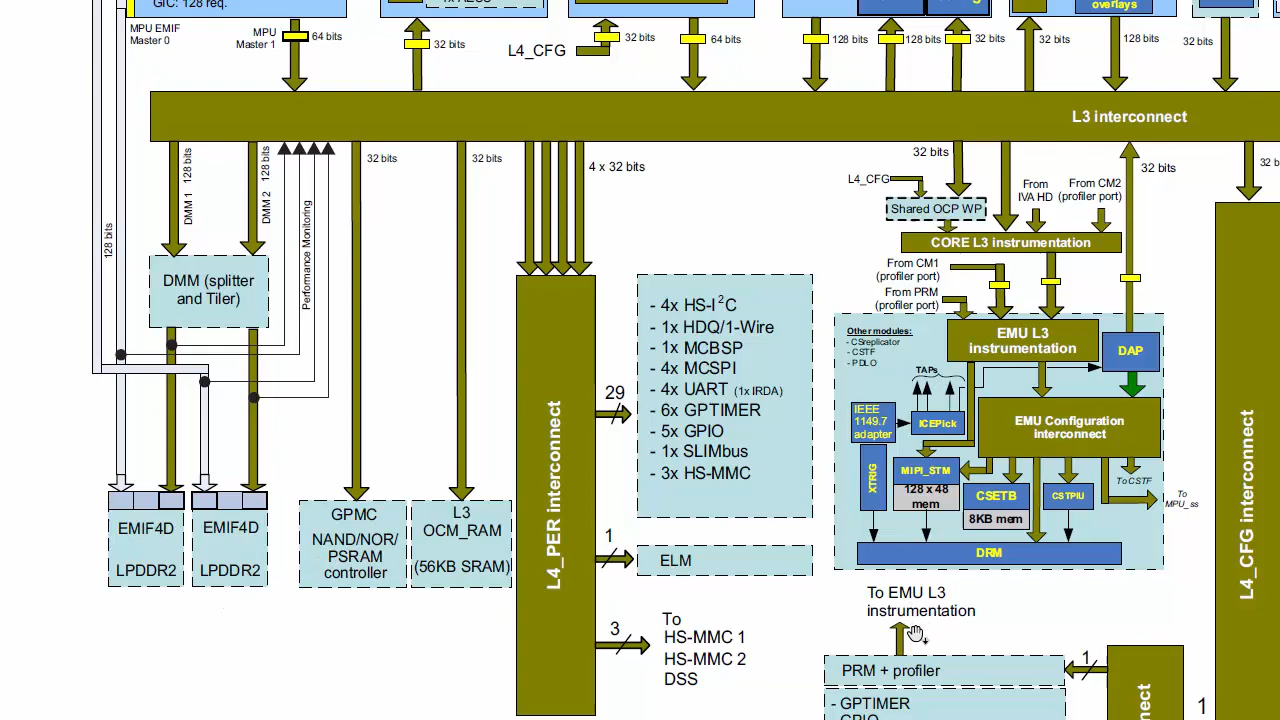 GIC: 128 req.
overlays
MPU EMIF
Master 0
MPU
Master 1
64 bits
32 bits
L4_CFG
32 bits
64 bits
128 bits
128 bits
32 bits
32 bits
128 bits
32 bits
L3 interconnect
DMM 1 128 bits
DMM 2 128 bits
128 bits
Performance Monitoring
32 bits
32 bits
4 x 32 bits
32 bits
32 bits
32 b
L4_CFG
Shared OCP WP
From
IVA HD
From CM2
(profiler port)
CORE L3 instrumentation
From CM1
(profiler port)
From PRM
(profiler port)
DMM (splitter
and Tiler)
- 4x HS-I2C
- 1x HDQ/1-Wire
- 1x MCBSP
- 4x MCSPI
- 4x UART (1x IRDA)
- 6x GPTIMER
- 5x GPIO
- 1x SLIMbus
- 3x HS-MMC
29
Other modules:
- CSreplicator
- CSTF
- PDLO
EMU L3
instrumentation
DAP
TAPs
IEEE
1149.7
adapter
ICEPick
EMU Configuration
interconnect
XTRIG
MIPI_STM
128 x 48
mem
CSETB
8KB mem
CSTPIU
To CSTF
To
MPU_ss
DRM
EMIF4D
LPDDR2
EMIF4D
LPDDR2
GPMC
NAND/NOR/
PSRAM
controller
L3
OCM_RAM
(56KB SRAM)
L4_PER interconnect
1
ELM
3
To
HS-MMC 1
HS-MMC 2
DSS
To EMU L3
instrumentation
PRM + profiler
1
- GPTIMER
L4_CFG interconnect
1